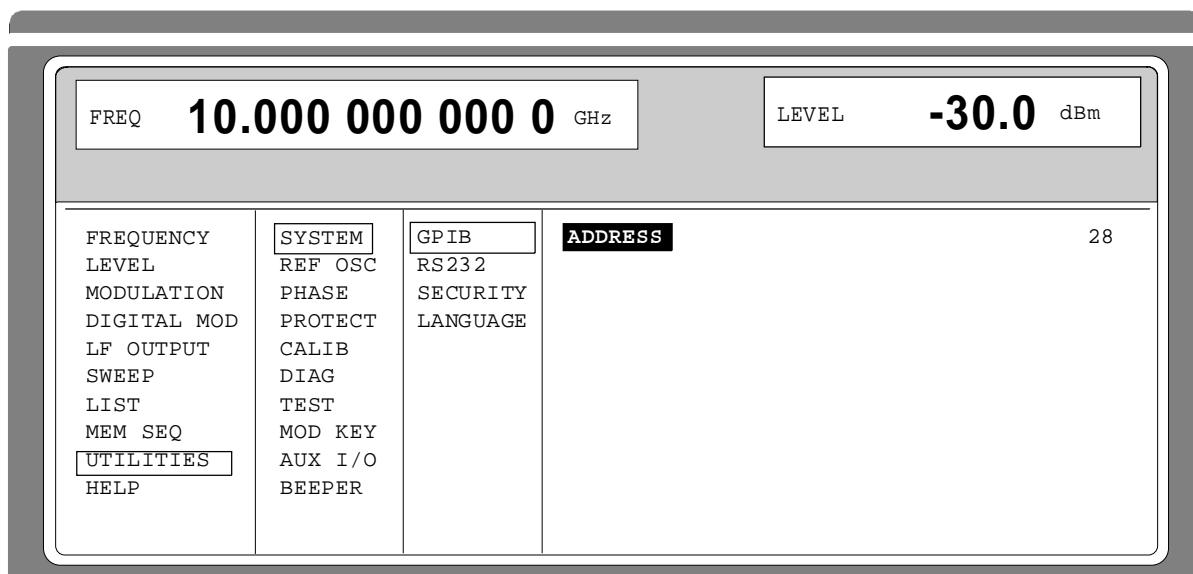 FREQ 10.000 000 000 0 GHz
LEVEL -30.0 dBm
FREQUENCY SYSTEM GPIB ADDRESS 28
LEVEL REF OSC RS232
MODULATION PHASE SECURITY
DIGITAL MOD PROTECT LANGUAGE
LF OUTPUT CALIB
SWEEP DIAG
LIST TEST
MEM SEQ MOD KEY
UTILITIES AUX I/O
HELP BEEPER